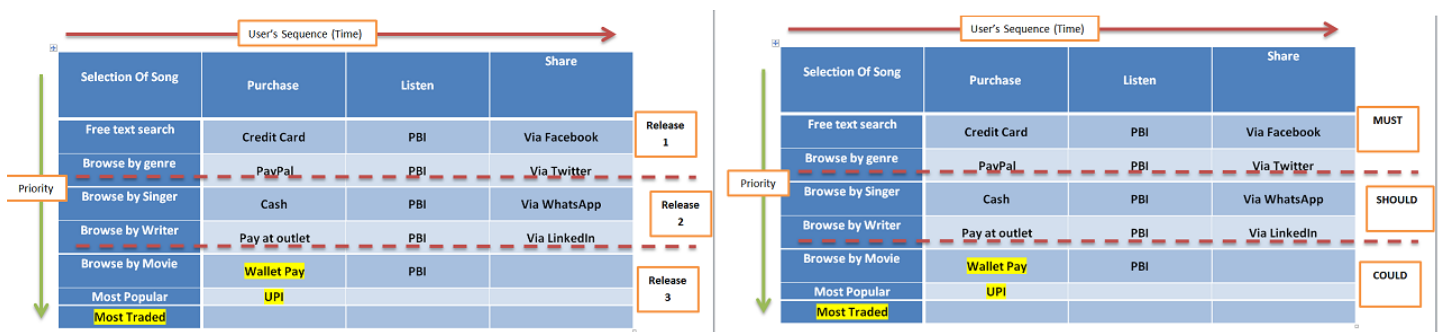 User's Sequence (Time)
Selection Of Song
Purchase
Listen
Share
Free text search
Credit Card
PBI
Via Facebook
Release
1
Browse by genre
PayPal
PBI
Via Twitter
Priority
Browse by Singer
Cash
PBI
Via WhatsApp
Release
2
Browse by Writer
Pay at outlet
PBI
Via LinkedIn
Browse by Movie
Wallet Pay
PBI
Release
3
Most Popular
UPI
Most Traded
User's Sequence (Time)
Selection Of Song
Purchase
Listen
Share
Free text search
Credit Card
PBI
Via Facebook
MUST
Browse by genre
PayPal
PBI
Via Twitter
Priority
Browse by Singer
Cash
PBI
Via WhatsApp
SHOULD
Browse by Writer
Pay at outlet
PBI
Via LinkedIn
Browse by Movie
Wallet Pay
PBI
COULD
Most Popular
UPI
Most Traded